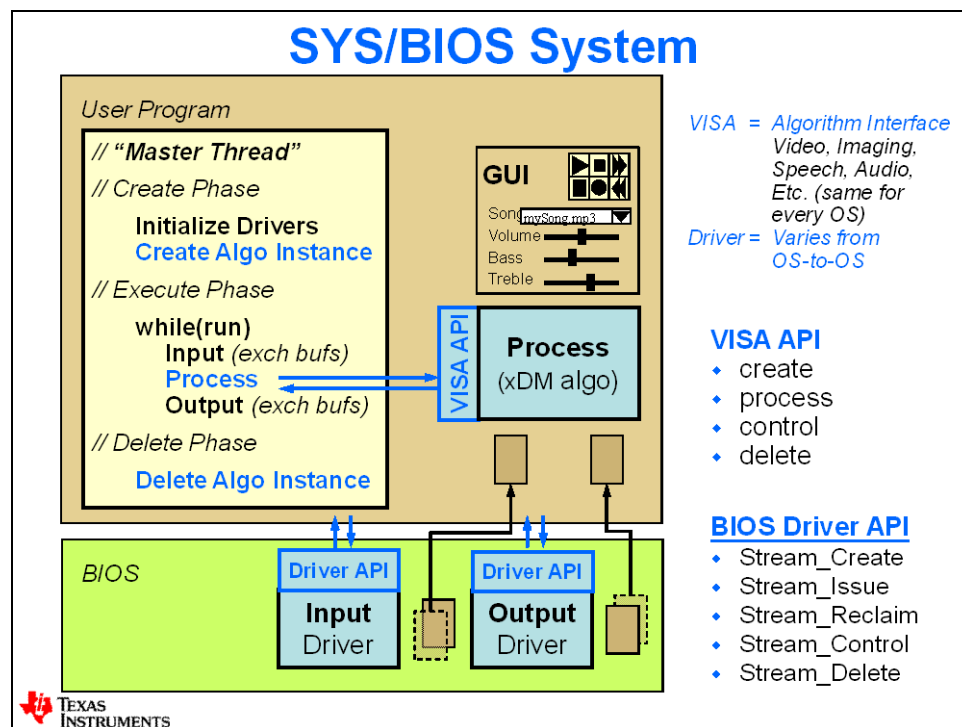 SYS/BIOS System
User Program
// “Master Thread”
// Create Phase
Initialize Drivers
Create Algo Instance
// Execute Phase
while(run)
Input (exch bufs)
Process
Output (exch bufs)
// Delete Phase
Delete Algo Instance
GUI
Song
mySong.mp3
Volume
Bass
Treble
VISA API
Process
(xDM algo)
BIOS
Driver API
Input
Driver
Driver API
Output
Driver
VISA = Algorithm Interface
Video, Imaging,
Speech, Audio,
Etc. (same for
every OS)
Driver = Varies from
OS-to-OS
VISA API
create
process
control
delete
BIOS Driver API
Stream_Create
Stream_Issue
Stream_Reclaim
Stream_Control
Stream_Delete
TEXAS
INSTRUMENTS